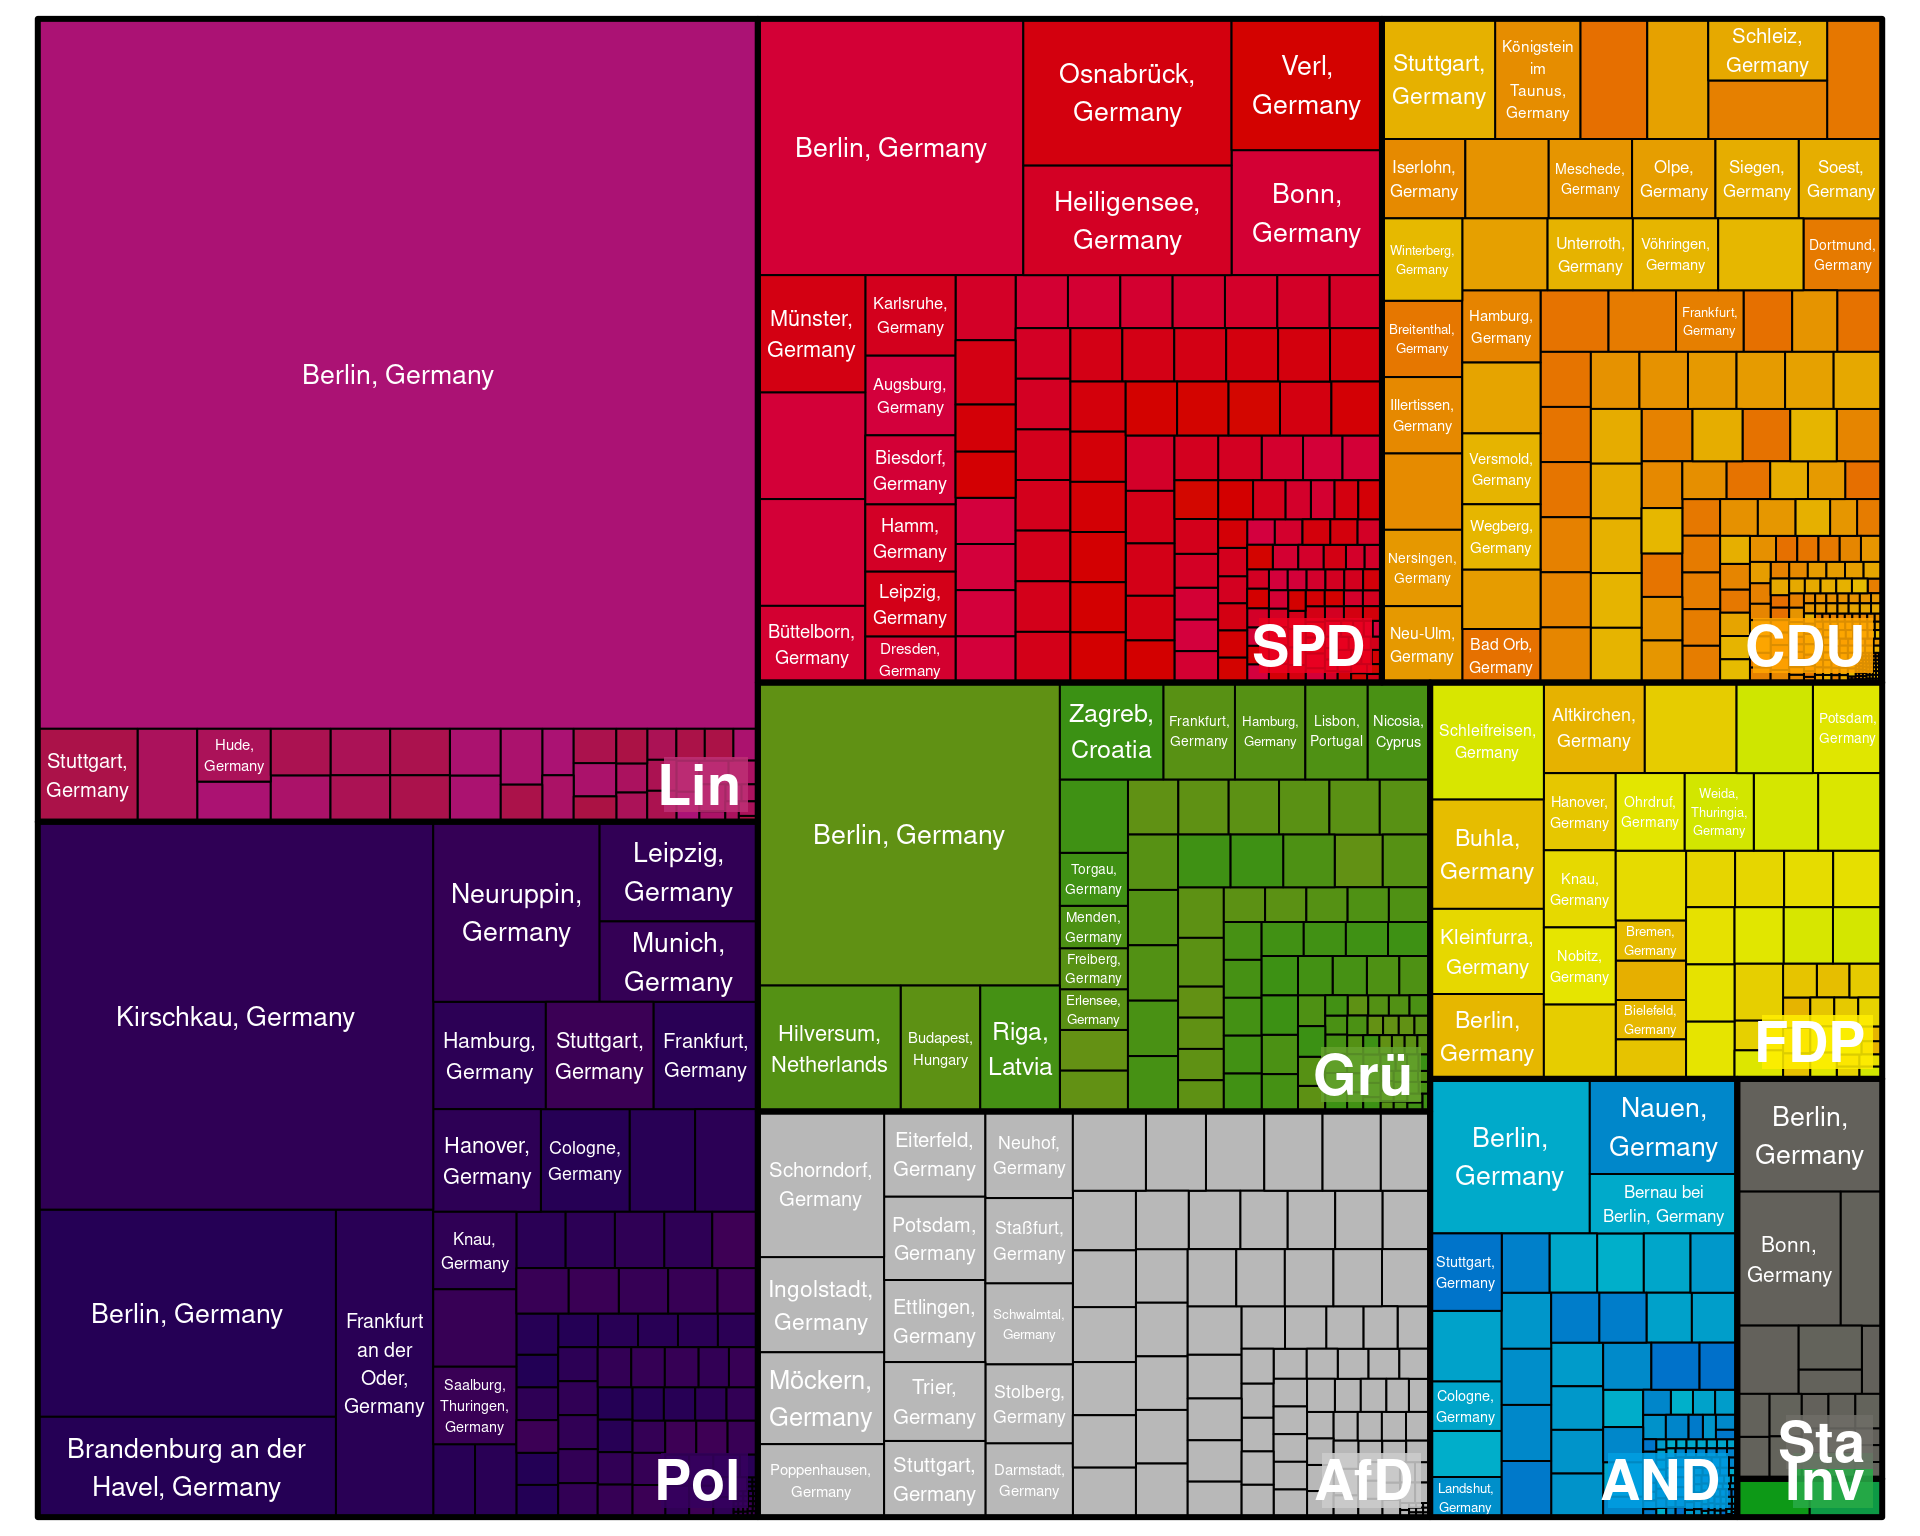 Berlin, Germany
Stuttgart,
Germany
Hude,
Germany
Lin
Kirschkau, Germany
Neuruppin,
Germany
Leipzig,
Germany
Munich,
Germany
Hamburg,
Germany
Stuttgart,
Germany
Frankfurt,
Germany
Hanover,
Germany
Cologne,
Germany
Berlin, Germany
Brandenburg an der
Havel, Germany
Frankfurt
an der
Oder,
Germany
Knau,
Germany
Saalburg,
Thuringen,
Germany
Pol
Berlin, Germany
Osnabrück,
Germany
Verl,
Germany
Heiligensee,
Germany
Bonn,
Germany
Münster,
Germany
Büttelborn,
Germany
Karlsruhe,
Germany
Augsburg,
Germany
Biesdorf,
Germany
Hamm,
Germany
Leipzig,
Germany
Dresden,
Germany
SPD
Stuttgart,
Germany
Königstein
im
Taunus,
Germany
Schleiz,
Germany
Iserlohn,
Germany
Meschede,
Germany
Olpe,
Germany
Siegen,
Germany
Soest,
Germany
Winterberg,
Germany
Unterroth,
Germany
Vöhringen,
Germany
Dortmund,
Germany
Breitenthal,
Germany
Hamburg,
Germany
Frankfurt,
Germany
Illertissen,
Germany
Versmold,
Germany
Wegberg,
Germany
Nersingen,
Germany
Neu-Ulm,
Germany
Bad Orb,
Germany
CDU
Berlin, Germany
Hilversum,
Netherlands
Budapest,
Hungary
Riga,
Latvia
Zagreb,
Croatia
Frankfurt,
Germany
Hamburg,
Germany
Lisbon,
Portugal
Nicosia,
Cyprus
Torgau,
Germany
Menden,
Germany
Freiberg,
Germany
Erlensee,
Germany
Grü
Schleifreisen,
Germany
Altkirchen,
Germany
Potsdam,
Germany
Buhla,
Germany
Hanover,
Germany
Ohrdruf,
Germany
Weida,
Thuringia,
Germany
Knau,
Germany
Kleinfurra,
Germany
Nobitz,
Germany
Bremen,
Germany
Berlin,
Germany
Bielefeld,
Germany
FDP
Schorndorf,
Germany
Ingolstadt,
Germany
Möckern,
Germany
Poppenhausen,
Germany
Eiterfeld,
Germany
Potsdam,
Germany
Ettlingen,
Germany
Trier,
Germany
Stuttgart,
Germany
Neuhof,
Germany
Staßfurt,
Germany
Schwalmtal,
Germany
Stolberg,
Germany
Darmstadt,
Germany
AfD
Berlin,
Germany
Nauen,
Germany
Bernau bei
Berlin, Germany
Stuttgart,
Germany
Cologne,
Germany
Landshut,
Germany
AND
Berlin,
Germany
Bonn,
Germany
Sta
Inv